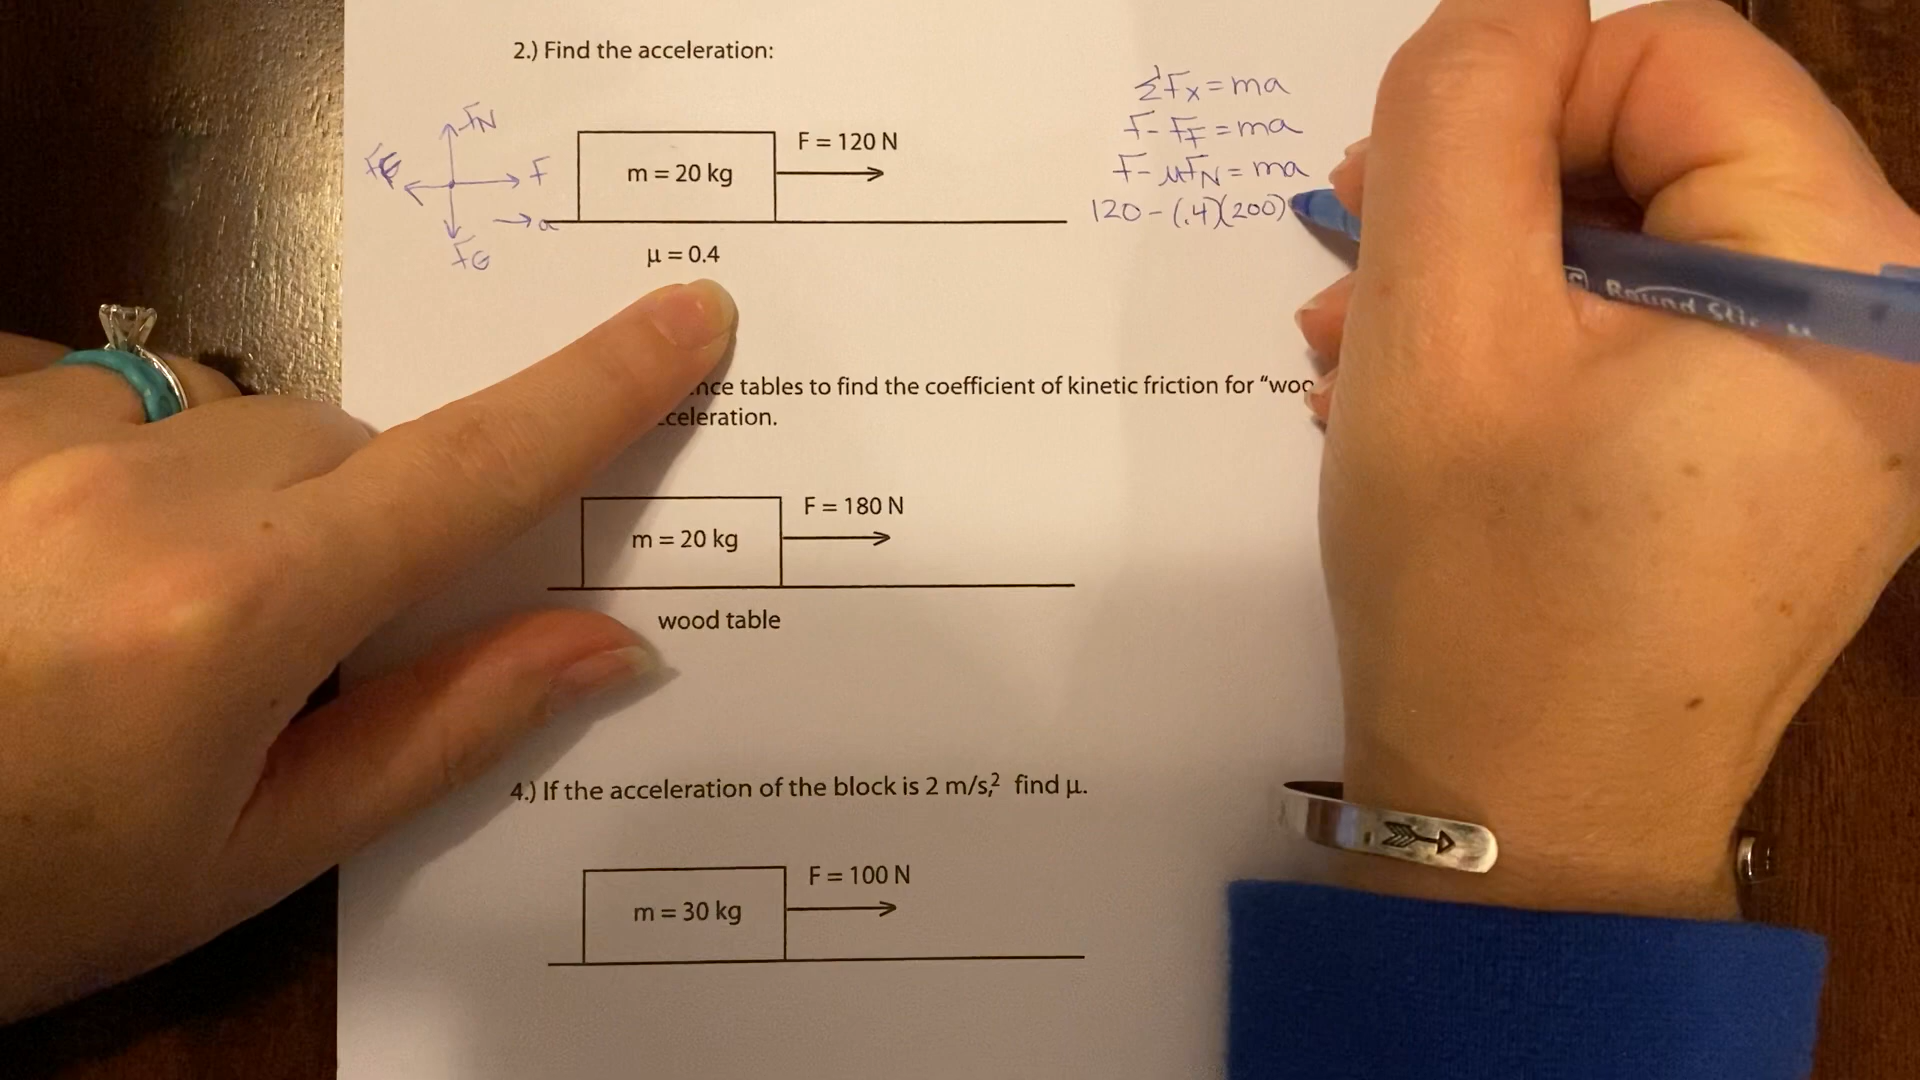 2.) Find the acceleration:
ΣFx = ma
F - FF = ma
F - μFN = ma
120 - (.4)(200)
FN
F
FG
a
F = 120 N
m = 20 kg
μ = 0.4
tables to find the coefficient of kinetic friction for "woo
celeration.
F = 180 N
m = 20 kg
wood table
4.) If the acceleration of the block is 2 m/s,² find μ.
F = 100 N
m = 30 kg
Round Stic M